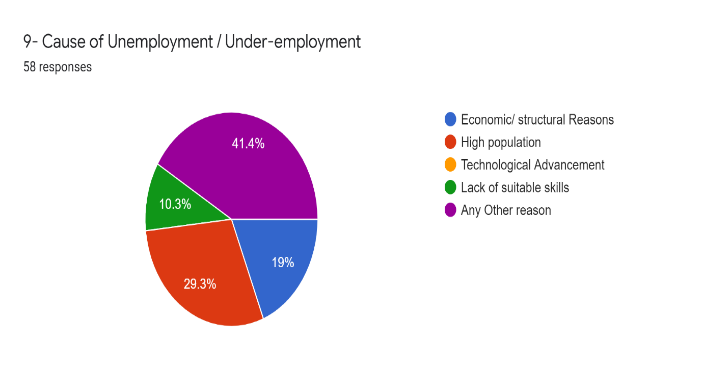 9- Cause of Unemployment / Under-employment
58 responses
41.4%
10.3%
19%
29.3%
Economic/ structural Reasons
High population
Technological Advancement
Lack of suitable skills
Any Other reason